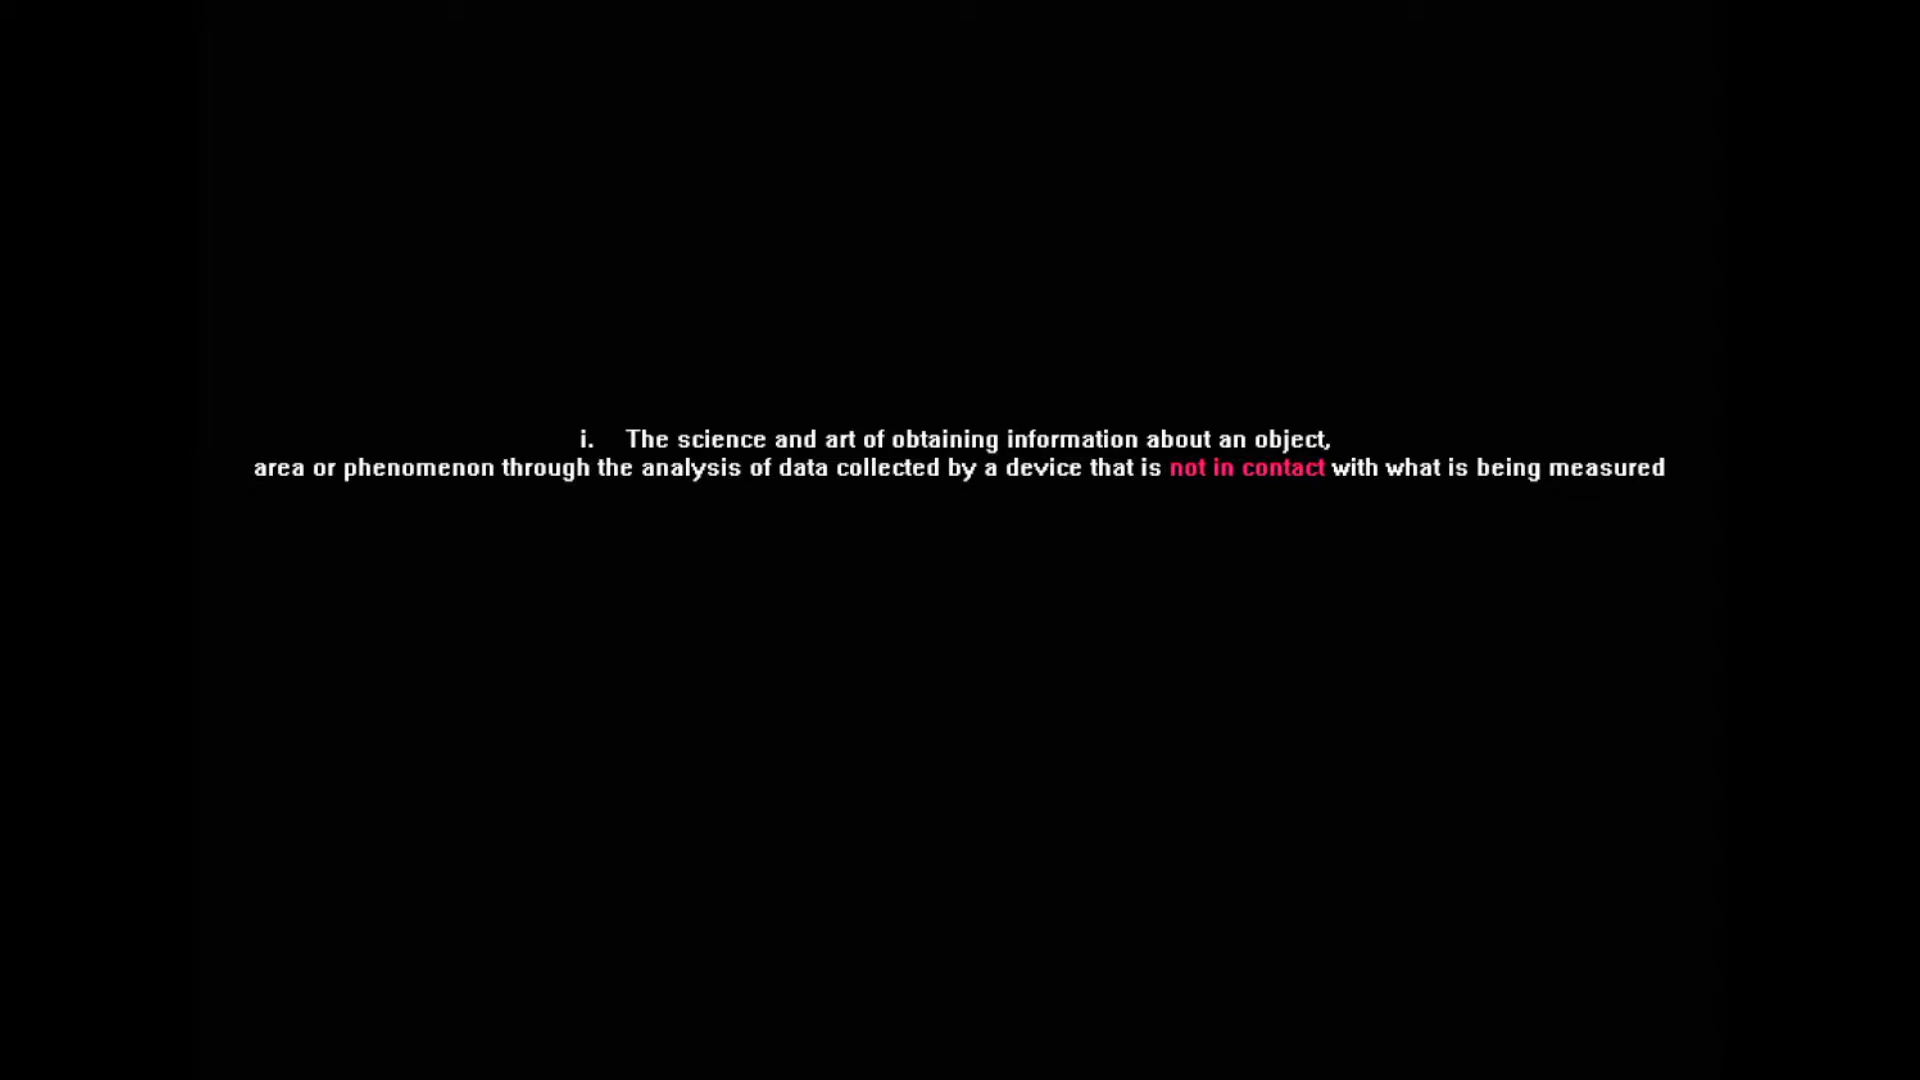 i. The science and art of obtaining information about an object,
area or phenomenon through the analysis of data collected by a device that is not in contact with what is being measured